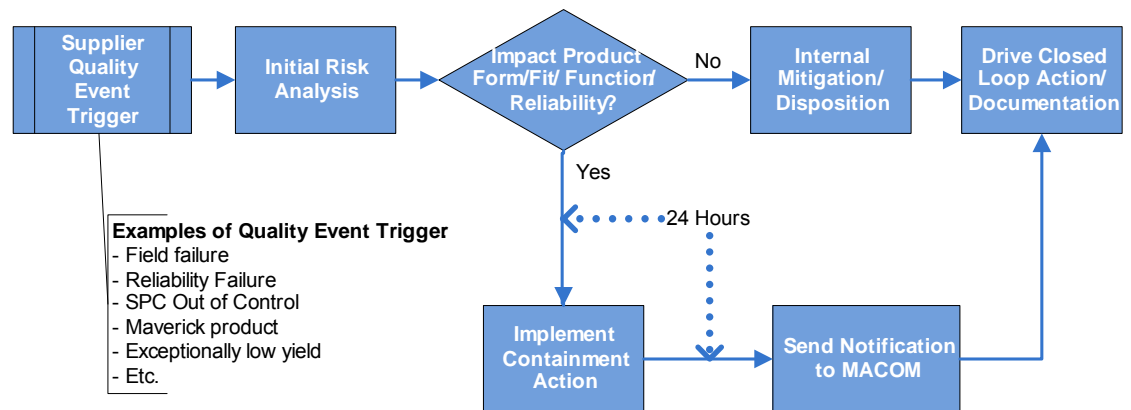 Supplier
Quality
Event
Trigger
Initial Risk
Analysis
Impact Product
Form/Fit/ Function/
Reliability?
No
Internal
Mitigation/
Disposition
Drive Closed
Loop Action/
Documentation
Yes
24 Hours
Examples of Quality Event Trigger
- Field failure
- Reliability Failure
- SPC Out of Control
- Maverick product
- Exceptionally low yield
- Etc.
Implement
Containment
Action
Send Notification
to MACOM